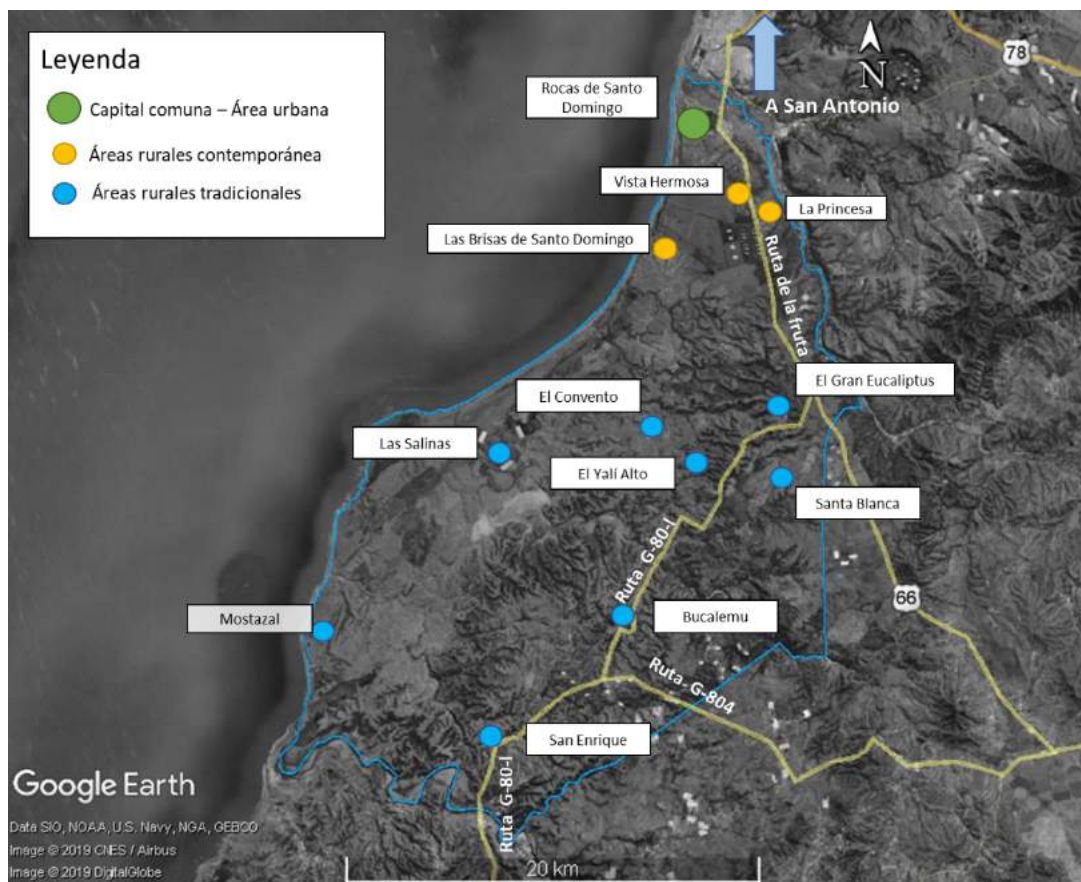 Leyenda
Capital comuna – Área urbana
Áreas rurales contemporánea
Áreas rurales tradicionales
78
N
A San Antonio
Rocas de Santo
Domingo
Vista Hermosa
La Princesa
Las Brisas de Santo Domingo
Ruta de la fruta
El Gran Eucaliptus
El Convento
Las Salinas
El Yalí Alto
Santa Blanca
Ruta G-80-I
66
Mostazal
Bucalemu
Ruta- G-804
San Enrique
Ruta G-80-I
Google Earth
Data SIO, NOAA, U.S. Navy, NGA, GEBCO
Image © 2019 CNES / Airbus
Image © 2019 DigitalGlobe
20 km